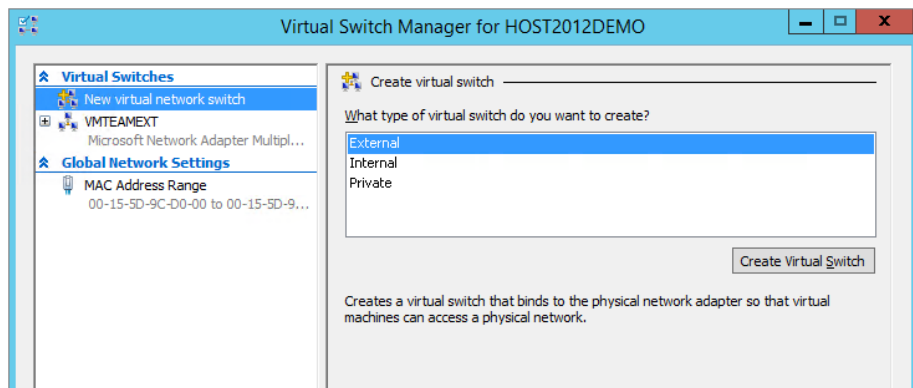 Virtual Switch Manager for HOST2012DEMO
Virtual Switches
New virtual network switch
VMTEAMEXT
Microsoft Network Adapter Multipl...
Global Network Settings
MAC Address Range
00-15-5D-9C-D0-00 to 00-15-5D-9...
Create virtual switch
What type of virtual switch do you want to create?
External
Internal
Private
Create Virtual Switch
Creates a virtual switch that binds to the physical network adapter so that virtual
machines can access a physical network.